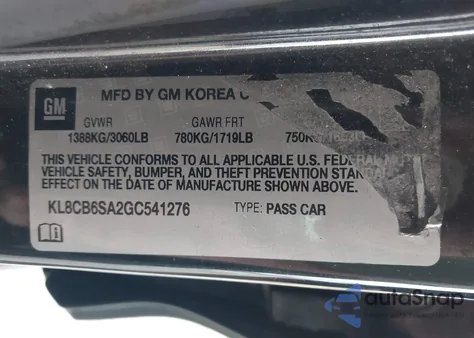 GM
MFD BY GM KOREA C
GVWR GAWR FRT
1388KG/3060LB 780KG/1719LB 750K
THIS VEHICLE CONFORMS TO ALL APPLICABLE U.S. FEDERAL
VEHICLE SAFETY, BUMPER, AND THEFT PREVENTION STAN
EFFECT ON THE DATE OF MANUFACTURE SHOWN ABOVE.
KL8CB6SA2GC541276 TYPE: PASS CAR
autoSnap